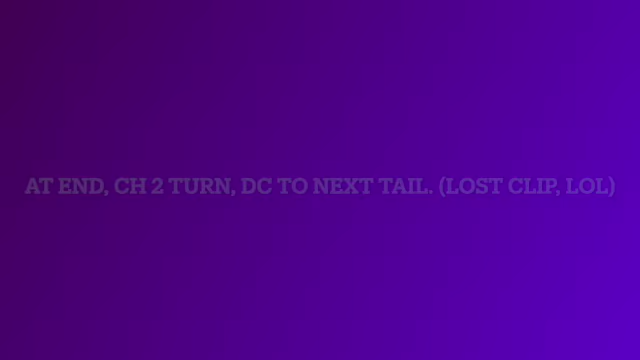 AT END, CH 2 TURN, DC TO NEXT TAIL. (LOST CLIP, LOL)